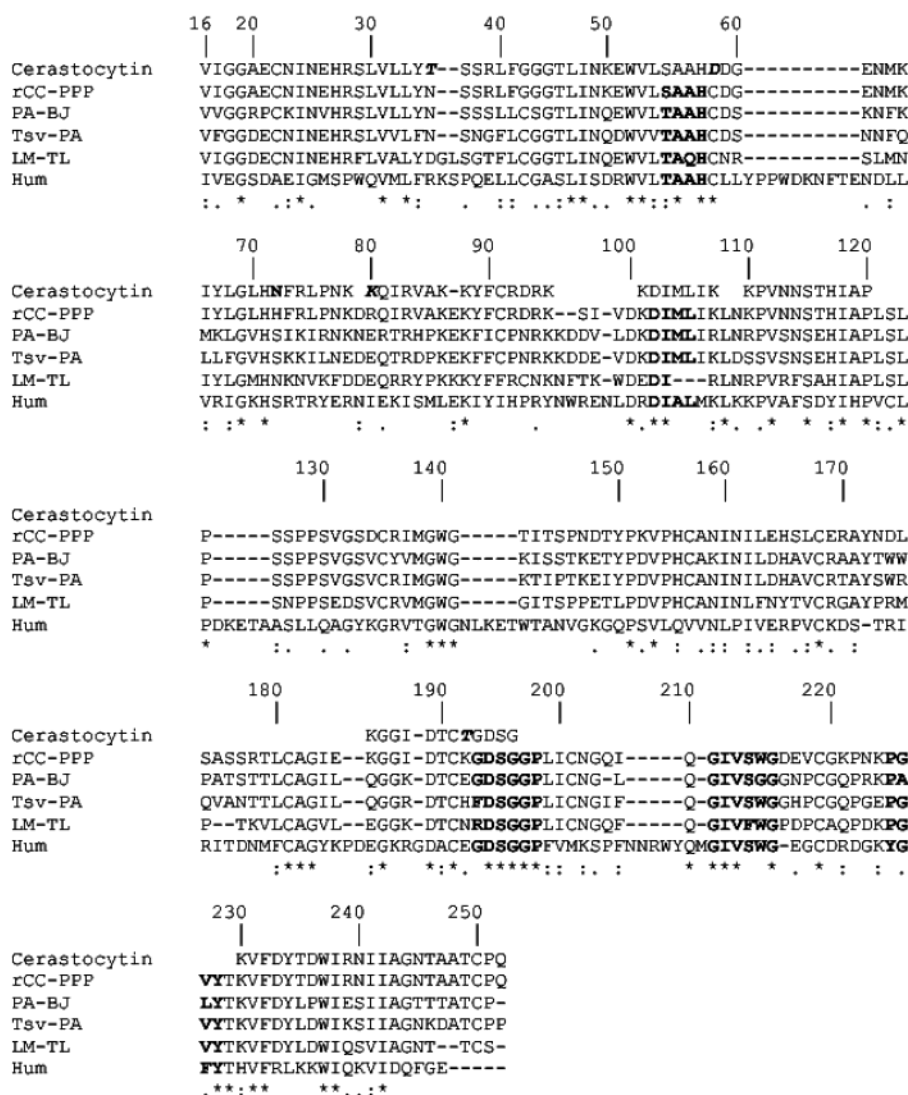 16 20 30 40 50 60
Cerastocytin VIGGAECNINEHRSLVLLYT--SSRLFGGGTLINKEWVLSAAHDDG-----------ENMK
rCC-PPP VIGGAECNINEHRSLVLLYN--SSRLFGGGTLINKEWVLSAAHCDG-----------ENMK
PA-BJ VVGGRPCKINVHRSLVLLYN--SSSLLCSGTLINQEWVLTAAHCDS-----------KNFK
Tsv-PA VFGGDECNINEHRSLVVLFN--SNGFLCGGTLINQDWVVTAAHCDS-----------NNFQ
LM-TL VIGGDECNINEHRFLVALYDGLSGTFLCGGTLINQEWVLTAQHCNR-----------SLMN
Hum IVEGSDAEIGMSPWQVMLFRKSPQELLCGASLISDRWVLTAAHCLLYPPWDKNFTENDLL
:. * .:*. * * .: ::..:**.. **.::*:** . :
70 80 90 100 110 120
Cerastocytin IYLGLHNFRLPNK KQIRVAK-KYFCRDRK KDIMLIK KPVNNSTHIAP
rCC-PPP IYLGLHHFRLPNKDRQIRVAKEKYFCRDRK--SI-VDKDIMLIKLNKPVNNSTHIAPLSL
PA-BJ MKLGVHSIKIRNKNERTRHPKEKFICPNRKKDDV-LDKDIMLIRLNRPVSNSEHIAPLSL
Tsv-PA LLFGVHSKKILNEDEQTRDPKEKFFCPNRKKDDE-VDKDIMLIKLDSSVSNSEHIAPLSL
LM-TL IYLGMHNKNVKFDDEQRRYPKKKYFFRCNKNFTK-WDEDI---RLNRPVRFSAHIAPLSL
Hum VRIGKHSRTRYERNIEKISMLEKIYIHPRYNWRENLDRDIALMKLKKPVAFSDYIHPVCL
: :* * : . :* . * ** :. .* * :* *. *
130 140 150 160 170
Cerastocytin
rCC-PPP P-----SSPPSVGSDCRIMGWG-----TITSPNDTYPKVPHCANINILEHSLCERAYNDL
PA-BJ P-----SSPPSVGSVCYVMGWG-----KISSTKETYPDVPHCAKINILDHAVCRAAYTWW
Tsv-PA P-----SSPPSVGSVCRIMGWG-----KTIPTKEIYPDVPHCANINILDHAVCRTAYSWR
LM-TL P-----SNPPSEDSVCRVMGWG-----GITSPPETLPDVPHCANINLFNYTVCRGAYPRM
Hum PDKETAASLLQAGYKGRVTGWGNLKETWTANVGKGQPSVLQVVNLPIVERPVCKDS-TRI
* :. . . : *** . *.* .: :. :. .:*. :
180 190 200 210 220
Cerastocytin KGGI-DTCTGDSG
rCC-PPP SASSRTLCAGIE--KGGI-DTCKGDSGGPLICNGQI-----Q-GIVSWGDEVCGKPNKPG
PA-BJ PATSTTLCAGIL--QGGK-DTCHGDSGGPLICNG-L-----Q-GIVSGGGNPCGQPRKPA
Tsv-PA QVANTTLCAGIL--QGGR-DTCHFDSGGPLICNGIF-----Q-GIVSWGGHPCGQPGEPG
LM-TL P--TKVLCAGVL--EGGK-DTCNRDSGGPLICNGQF-----Q-GIVFWGPDPCAQPDKPG
Hum RITDNMFCAGYKPDEGKRGDACEGDSGGPFVMKSPFNNRWYQMGIVSWG-EGCDRDGKYG
:*** :* *:* *****:: :. . * *** * . * : : .
230 240 250
Cerastocytin KVFDYTDWIRNIIAGNTAATCPQ
rCC-PPP VYTKVFDYTDWIRNIIAGNTAATCPQ
PA-BJ LYTKVFDYLPWIESIIAGTTTATCP-
Tsv-PA VYTKVFDYLDWIKSIIAGNKDATCPP
LM-TL VYTKVFDYLDWIQSVIAGNT--TCS-
Hum FYTHVFRLKKWIQKVIDQFGE-----
.**:** **..:*